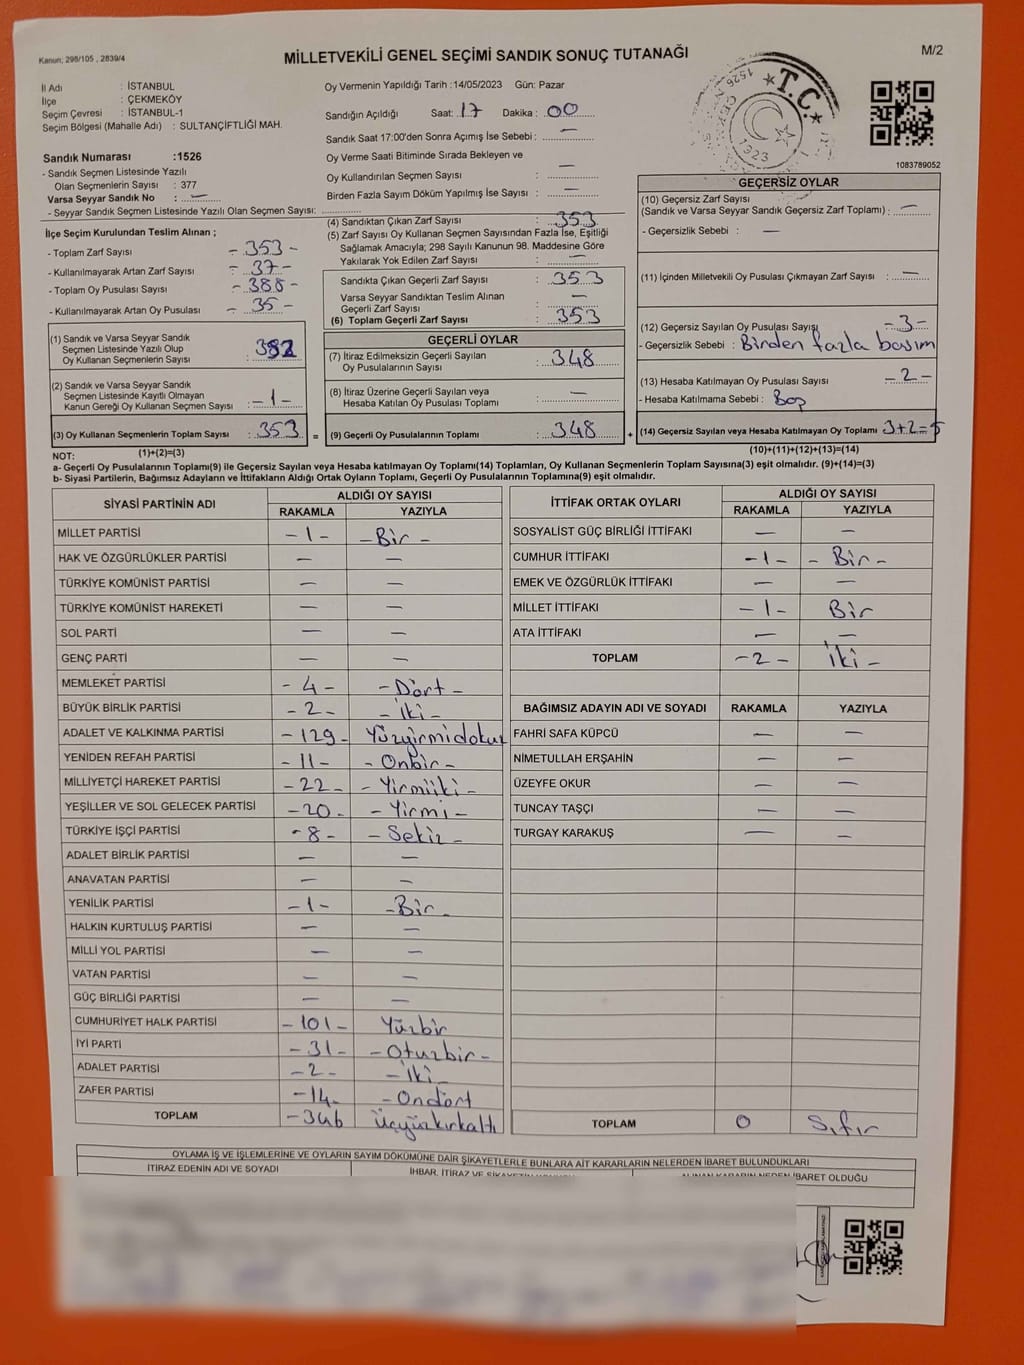 Kanun; 298/105 , 2839/4
MİLLETVEKİLİ GENEL SEÇİMİ SANDIK SONUÇ TUTANAĞI
M/2
İl Adı : İSTANBUL
İlçe : ÇEKMEKÖY
Seçim Çevresi : İSTANBUL-1
Seçim Bölgesi (Mahalle Adı) : SULTANÇİFTLİĞİ MAH.
Sandık Numarası :1526
- Sandık Seçmen Listesinde Yazılı
Olan Seçmenlerin Sayısı : 377
Varsa Seyyar Sandık No : —
- Seyyar Sandık Seçmen Listesinde Yazılı Olan Seçmen Sayısı:
İlçe Seçim Kurulundan Teslim Alınan ;
- Toplam Zarf Sayısı - 353 -
- Kullanılmayarak Artan Zarf Sayısı - 37 -
- Toplam Oy Pusulası Sayısı - 388 -
- Kullanılmayarak Artan Oy Pusulası - 35 -
(1) Sandık ve Varsa Seyyar Sandık
Seçmen Listesinde Yazılı Olup
Oy Kullanan Seçmenlerin Sayısı :
(2) Sandık ve Varsa Seyyar Sandık
Seçmen Listesinde Kayıtlı Olmayan
Kanun Gereği Oy Kullanan Seçmen Sayısı : - 1 -
(3) Oy Kullanan Seçmenlerin Toplam Sayısı : 353
(1)+(2)=(3)
Oy Vermenin Yapıldığı Tarih :14/05/2023 Gün: Pazar
Sandığın Açıldığı Saat: 17 Dakika : 00
Sandık Saat 17:00'den Sonra Açımış İse Sebebi : —
Oy Verme Saati Bitiminde Sırada Bekleyen ve
Oy Kullandırılan Seçmen Sayısı : —
Birden Fazla Sayım Döküm Yapılmış İse Sayısı : —
(4) Sandıktan Çıkan Zarf Sayısı : 353
(5) Zarf Sayısı Oy Kullanan Seçmen Sayısından Fazla İse, Eşitliği
Sağlamak Amacıyla; 298 Sayılı Kanunun 98. Maddesine Göre
Yakılarak Yok Edilen Zarf Sayısı : —
Sandıkta Çıkan Geçerli Zarf Sayısı : 353
Varsa Seyyar Sandıktan Teslim Alınan
Geçerli Zarf Sayısı : —
(6) Toplam Geçerli Zarf Sayısı : 353
GEÇERLİ OYLAR
(7) İtiraz Edilmeksizin Geçerli Sayılan
Oy Pusulalarının Sayısı : 348
(8) İtiraz Üzerine Geçerli Sayılan veya
Hesaba Katılan Oy Pusulası Toplamı : —
= (9) Geçerli Oy Pusulalarının Toplamı : 348 +
T.C.
1526
1923
1083789052
GEÇERSİZ OYLAR
(10) Geçersiz Zarf Sayısı
(Sandık ve Varsa Seyyar Sandık Geçersiz Zarf Toplamı) : —
- Geçersizlik Sebebi : —
(11) İçinden Milletvekili Oy Pusulası Çıkmayan Zarf Sayısı : —
(12) Geçersiz Sayılan Oy Pusulası Sayısı - 3 -
- Geçersizlik Sebebi : Birden fazla basım
(13) Hesaba Katılmayan Oy Pusulası Sayısı - 2 -
- Hesaba Katılmama Sebebi : Boş
(14) Geçersiz Sayılan veya Hesaba Katılmayan Oy Toplamı 3+2=5
(10)+(11)+(12)+(13)=(14)
NOT:
a- Geçerli Oy Pusulalarının Toplamı(9) ile Geçersiz Sayılan veya Hesaba katılmayan Oy Toplamı(14) Toplamları, Oy Kullanan Seçmenlerin Toplam Sayısına(3) eşit olmalıdır. (9)+(14)=(3)
b- Siyasi Partilerin, Bağımsız Adayların ve İttifakların Aldığı Ortak Oyların Toplamı, Geçerli Oy Pusulalarının Toplamına(9) eşit olmalıdır.
SİYASİ PARTİNİN ADI ALDIĞI OY SAYISI
RAKAMLA YAZIYLA
MİLLET PARTİSİ - 1 - - Bir -
HAK VE ÖZGÜRLÜKLER PARTİSİ — —
TÜRKİYE KOMÜNİST PARTİSİ — —
TÜRKİYE KOMÜNİST HAREKETİ — —
SOL PARTİ — —
GENÇ PARTİ — —
MEMLEKET PARTİSİ - 4 - - Dört -
BÜYÜK BİRLİK PARTİSİ - 2 - - İki -
ADALET VE KALKINMA PARTİSİ - 129 - Yüzyirmidokuz
YENİDEN REFAH PARTİSİ - 11 - - Onbir -
MİLLİYETÇİ HAREKET PARTİSİ - 22 - - Yirmiiki -
YEŞİLLER VE SOL GELECEK PARTİSİ - 20 - - Yirmi -
TÜRKİYE İŞÇİ PARTİSİ - 8 - - Sekiz -
ADALET BİRLİK PARTİSİ — —
ANAVATAN PARTİSİ — —
YENİLİK PARTİSİ - 1 - - Bir -
HALKIN KURTULUŞ PARTİSİ — —
MİLLİ YOL PARTİSİ — —
VATAN PARTİSİ — —
GÜÇ BİRLİĞİ PARTİSİ — —
CUMHURİYET HALK PARTİSİ - 101 - Yüzbir
İYİ PARTİ - 31 - - Oturbir -
ADALET PARTİSİ - 2 - - İki -
ZAFER PARTİSİ - 14 - - Ondört
TOPLAM - 346 Üçyüzkırkaltı
İTTİFAK ORTAK OYLARI ALDIĞI OY SAYISI
RAKAMLA YAZIYLA
SOSYALİST GÜÇ BİRLİĞİ İTTİFAKI — —
CUMHUR İTTİFAKI - 1 - - Bir -
EMEK VE ÖZGÜRLÜK İTTİFAKI — —
MİLLET İTTİFAKI - 1 - Bir
ATA İTTİFAKI — —
TOPLAM - 2 - İki -
BAĞIMSIZ ADAYIN ADI VE SOYADI RAKAMLA YAZIYLA
FAHRİ SAFA KÜPCÜ — —
NİMETULLAH ERŞAHİN — —
ÜZEYFE OKUR — —
TUNCAY TAŞÇI — —
TURGAY KARAKUŞ — —
TOPLAM 0 Sıfır
OYLAMA İŞ VE İŞLEMLERİNE VE OYLARIN SAYIM DÖKÜMÜNE DAİR ŞİKAYETLERLE BUNLARA AİT KARARLARIN NELERDEN İBARET BULUNDUKLARI
İTİRAZ EDENİN ADI VE SOYADI İHBAR, İTİRAZ VE İBARET OLDUĞU